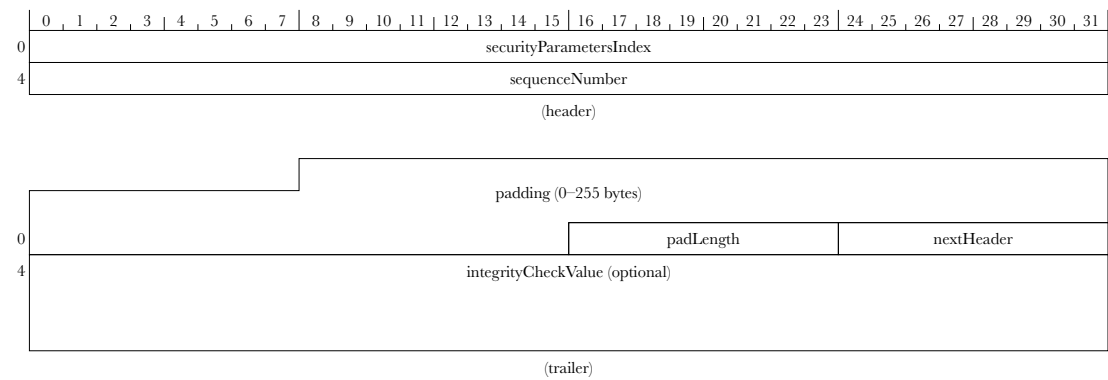 0 1 2 3 4 5 6 7 8 9 10 11 12 13 14 15 16 17 18 19 20 21 22 23 24 25 26 27 28 29 30 31
0 securityParametersIndex
4 sequenceNumber
(header)
padding (0–255 bytes)
0 padLength nextHeader
4 integrityCheckValue (optional)
(trailer)